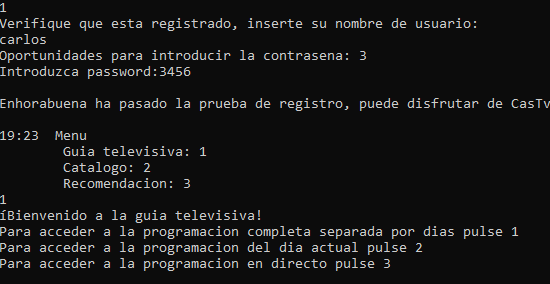 1
Verifique que esta registrado, inserte su nombre de usuario:
carlos
Oportunidades para introducir la contrasena: 3
Introduzca password:3456
Enhorabuena ha pasado la prueba de registro, puede disfrutar de CasTv
19:23  Menu
Guia televisiva: 1
Catalogo: 2
Recomendacion: 3
1
íBienvenido a la guia televisiva!
Para acceder a la programacion completa separada por dias pulse 1
Para acceder a la programacion del dia actual pulse 2
Para acceder a la programacion en directo pulse 3